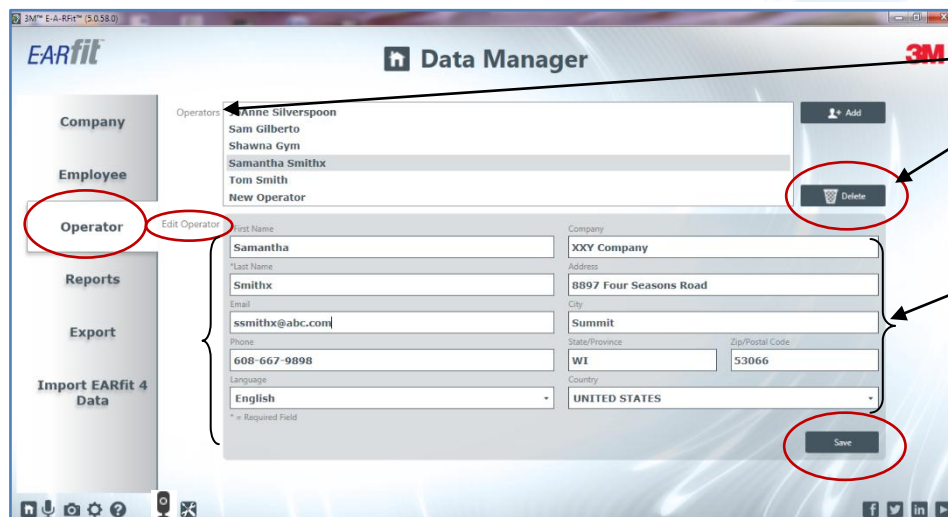 3M™ E-A-RFit™ (5.0.58.0)
EARfit™
Data Manager
3M
Company
Employee
Operator
Reports
Export
Import EARfit 4
Data
Operators
Silverspoon
Sam Gilberto
Shawna Gym
Samantha Smithx
Tom Smith
New Operator
Add
Delete
Edit Operator
First Name
Samantha
*Last Name
Smithx
Email
ssmithx@abc.com
Phone
608-667-9898
Language
English
* = Required Field
Company
XXY Company
Address
8897 Four Seasons Road
City
Summit
State/Province
WI
Zip/Postal Code
53066
Country
UNITED STATES
Save